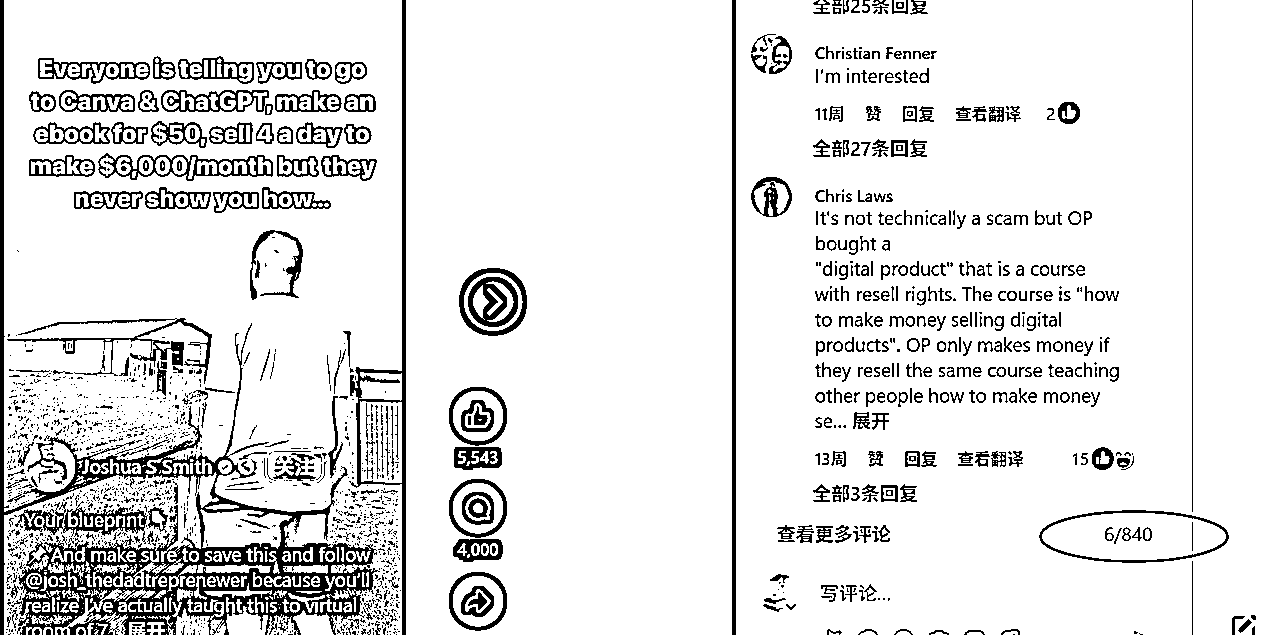 Everyone is telling you to go
to Canva & ChatGPT, make an
ebook for $50, sell 4 a day to
make $6,000/month but they
never show you how...
Joshua S Smith 关注
Your blueprint
And make sure to save this and follow
@josh_thedadtreprenewer because you'll
realize I've actually taught this to virtual
room of 7... 展开
5,543
4,000
全部25条回复
Christian Fenner
I'm interested
11周 赞 回复 查看翻译 2
全部27条回复
Chris Laws
It's not technically a scam but OP
bought a
"digital product" that is a course
with resell rights. The course is "how
to make money selling digital
products". OP only makes money if
they resell the same course teaching
other people how to make money
se... 展开
13周 赞 回复 查看翻译 15
全部3条回复
查看更多评论 6/840
写评论...